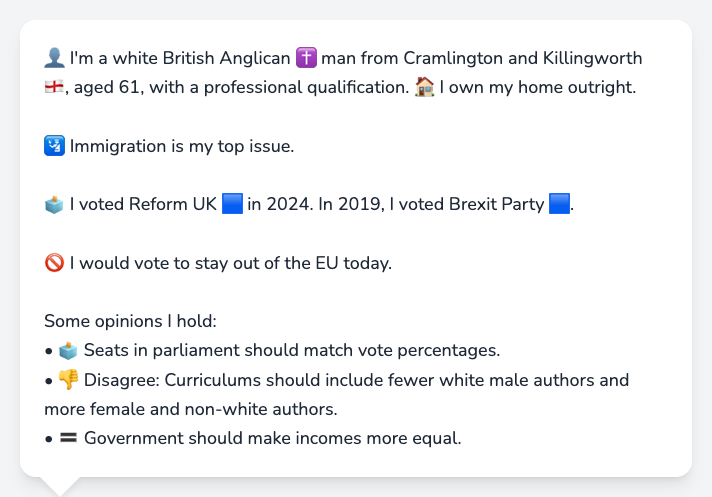 👤 I'm a white British Anglican ✝️ man from Cramlington and Killingworth
🏴󠁧󠁢󠁥󠁮󠁧󠁿, aged 61, with a professional qualification. 🏠 I own my home outright.
🛂 Immigration is my top issue.
🗳️ I voted Reform UK 🟦 in 2024. In 2019, I voted Brexit Party 🟦.
🚫 I would vote to stay out of the EU today.
Some opinions I hold:
• 🗳️ Seats in parliament should match vote percentages.
• 👎 Disagree: Curriculums should include fewer white male authors and
more female and non-white authors.
• 🟰 Government should make incomes more equal.